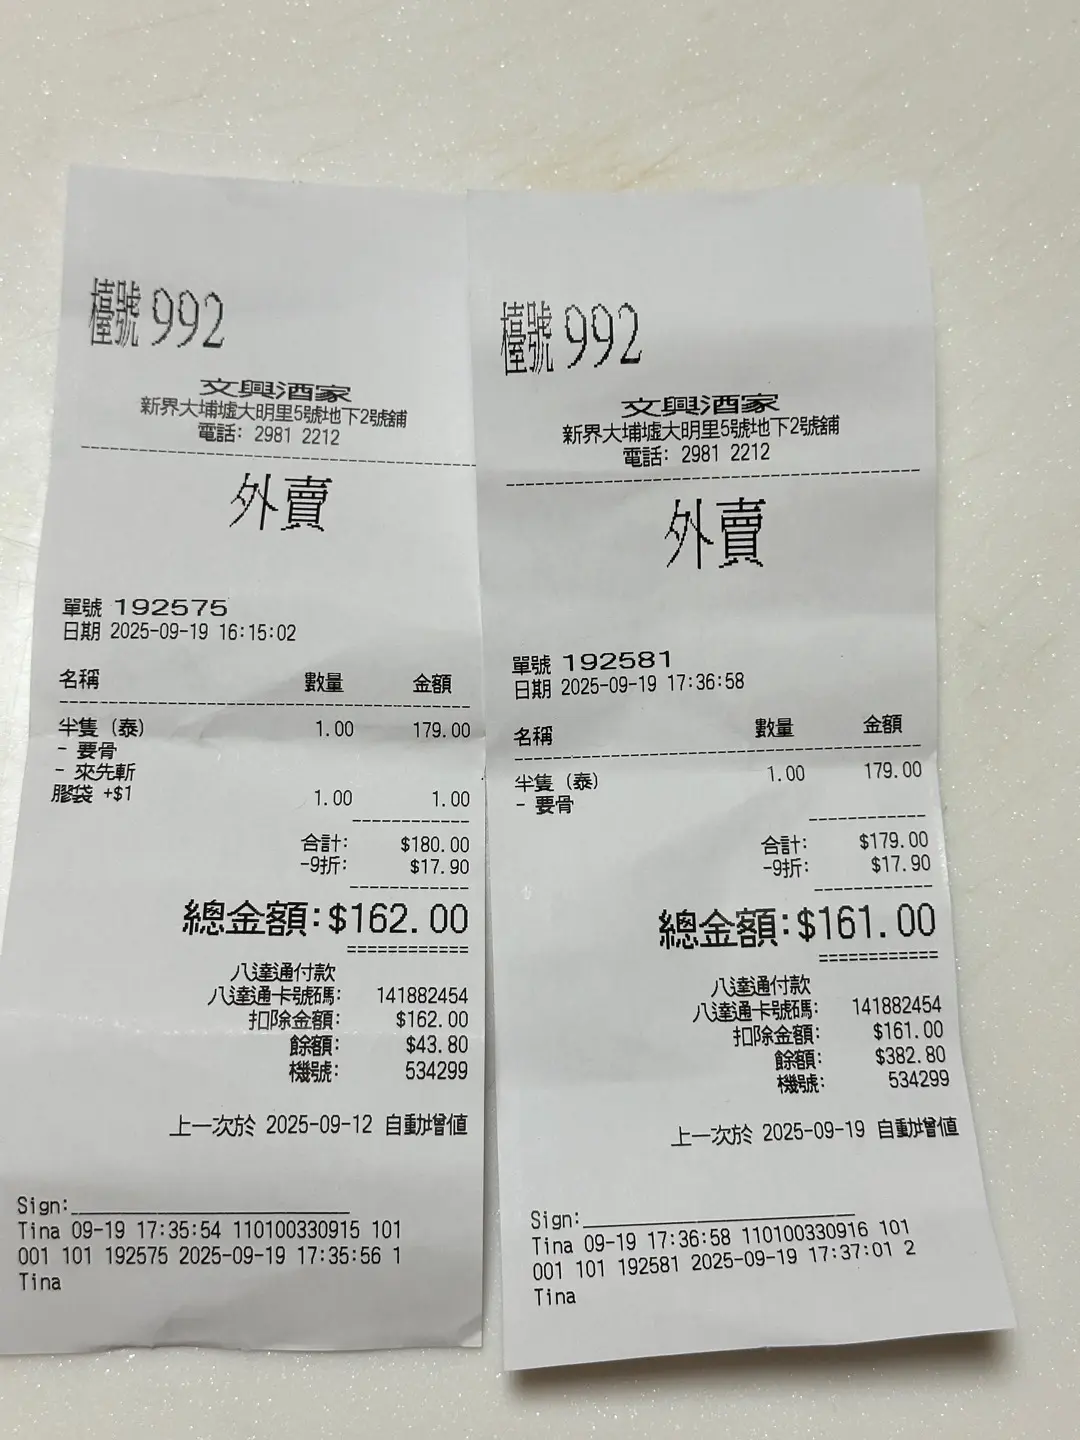 檯號 992
文興酒家
新界大埔墟大明里5號地下2號舖
電話: 2981 2212
外賣
單號 192575
日期 2025-09-19 16:15:02
名稱 數量 金額
半隻 (泰) 1.00 179.00
- 要骨
- 來先斬
膠袋 +$1 1.00 1.00
合計: $180.00
-9折: $17.90
總金額:$162.00
八達通付款
八達通卡號碼: 141882454
扣除金額: $162.00
餘額: $43.80
機號: 534299
上一次於 2025-09-12 自動增值
Sign:
Tina 09-19 17:35:54 110100330915 101
001 101 192575 2025-09-19 17:35:56 1
Tina
檯號 992
文興酒家
新界大埔墟大明里5號地下2號舖
電話: 2981 2212
外賣
單號 192581
日期 2025-09-19 17:36:58
名稱 數量 金額
半隻 (泰) 1.00 179.00
- 要骨
合計: $179.00
-9折: $17.90
總金額:$161.00
八達通付款
八達通卡號碼: 141882454
扣除金額: $161.00
餘額: $382.80
機號: 534299
上一次於 2025-09-19 自動增值
Sign:
Tina 09-19 17:36:58 110100330916 101
001 101 192581 2025-09-19 17:37:01 2
Tina